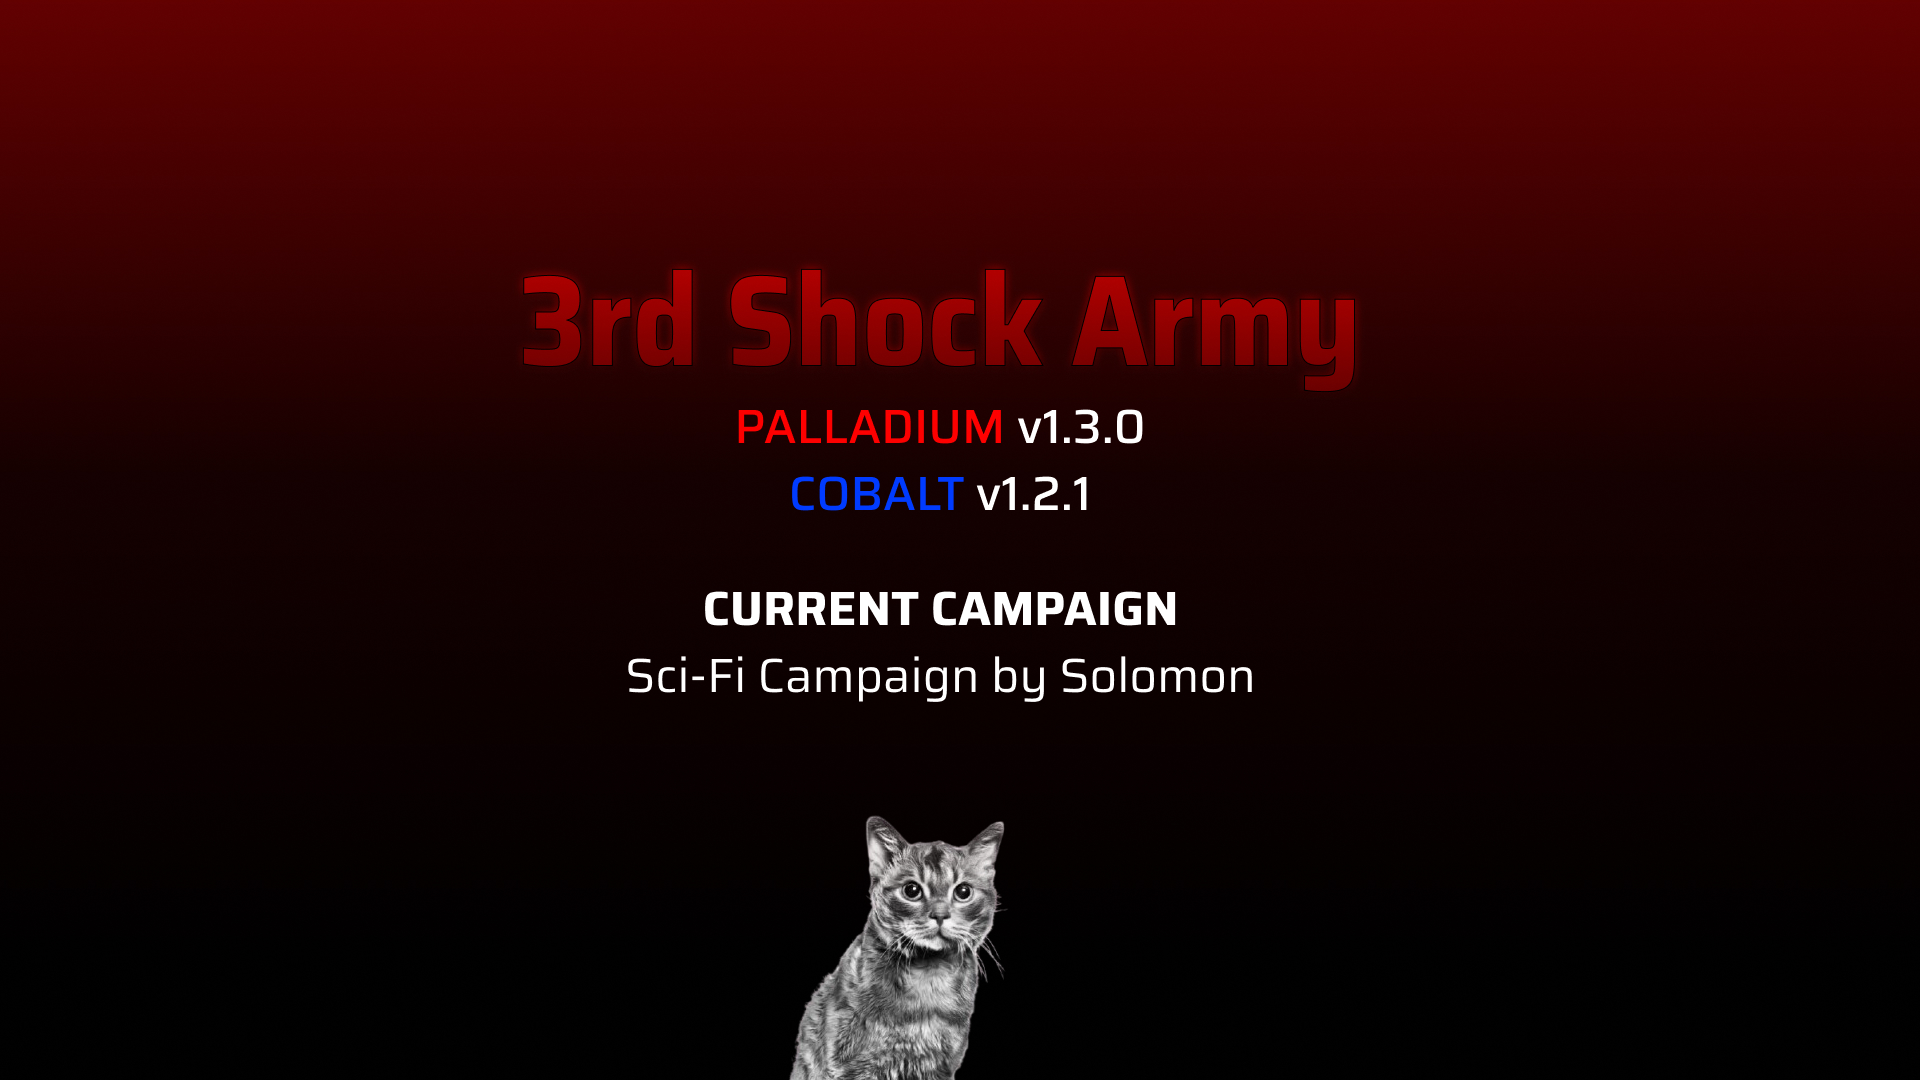 3rd Shock Army
PALLADIUM v1.3.0
COBALT v1.2.1
CURRENT CAMPAIGN
Sci-Fi Campaign by Solomon